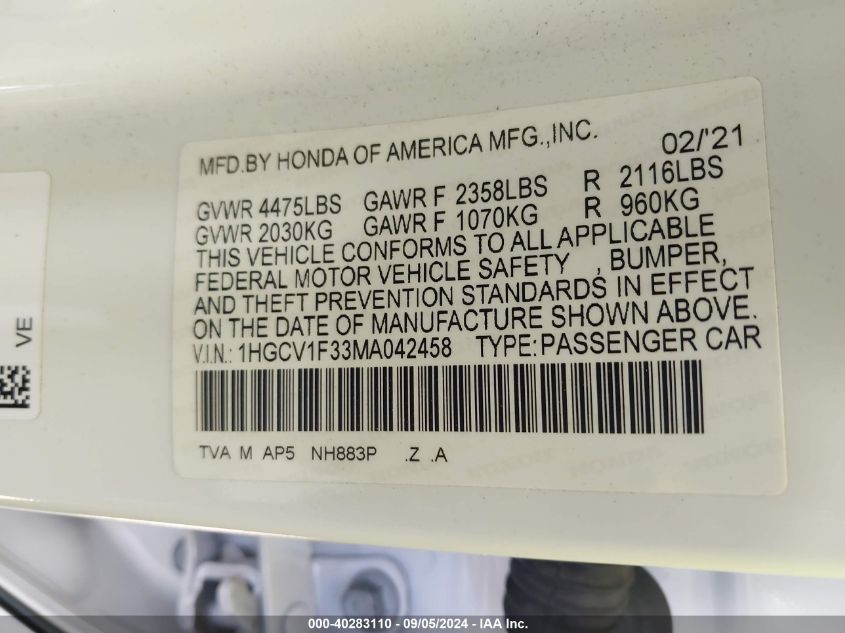 MFD.BY HONDA OF AMERICA MFG.,INC. 02/'21
GVWR 4475LBS GAWR F 2358LBS R 2116LBS
GVWR 2030KG GAWR F 1070KG R 960KG
THIS VEHICLE CONFORMS TO ALL APPLICABLE
FEDERAL MOTOR VEHICLE SAFETY , BUMPER,
AND THEFT PREVENTION STANDARDS IN EFFECT
ON THE DATE OF MANUFACTURE SHOWN ABOVE.
V.I.N.: 1HGCV1F33MA042458 TYPE:PASSENGER CAR
TVA M AP5 NH883P .Z .A
VE
000-40283110 - 09/05/2024 - IAA Inc.